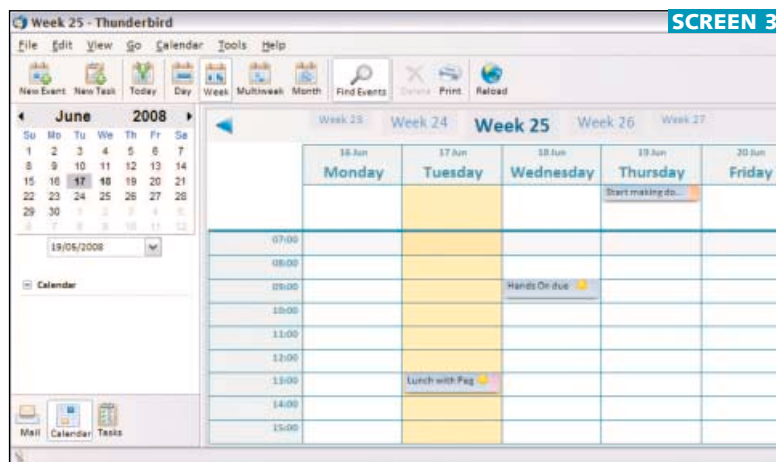 Week 25 - Thunderbird
SCREEN 3
File Edit View Go Calendar Tools Help
New Event New Task Today Day Week Multiweek Month Find Events Delete Print Reload
June 2008
Su Mo Tu We Th Fr Sa
1 2 3 4 5 6 7
8 9 10 11 12 13 14
15 16 17 18 19 20 21
22 23 24 25 26 27 28
29 30 1 2 3 4 5
6 7 8 9 10 11 12
19/05/2008
Calendar
Mail Calendar Tasks
Week 23 Week 24 Week 25 Week 26 Week 27
16 Jun 17 Jun 18 Jun 19 Jun 20 Jun
Monday Tuesday Wednesday Thursday Friday
Start making do...
07:00
08:00
09:00 Hands On due
10:00
11:00
12:00
13:00 Lunch with Peg
14:00
15:00